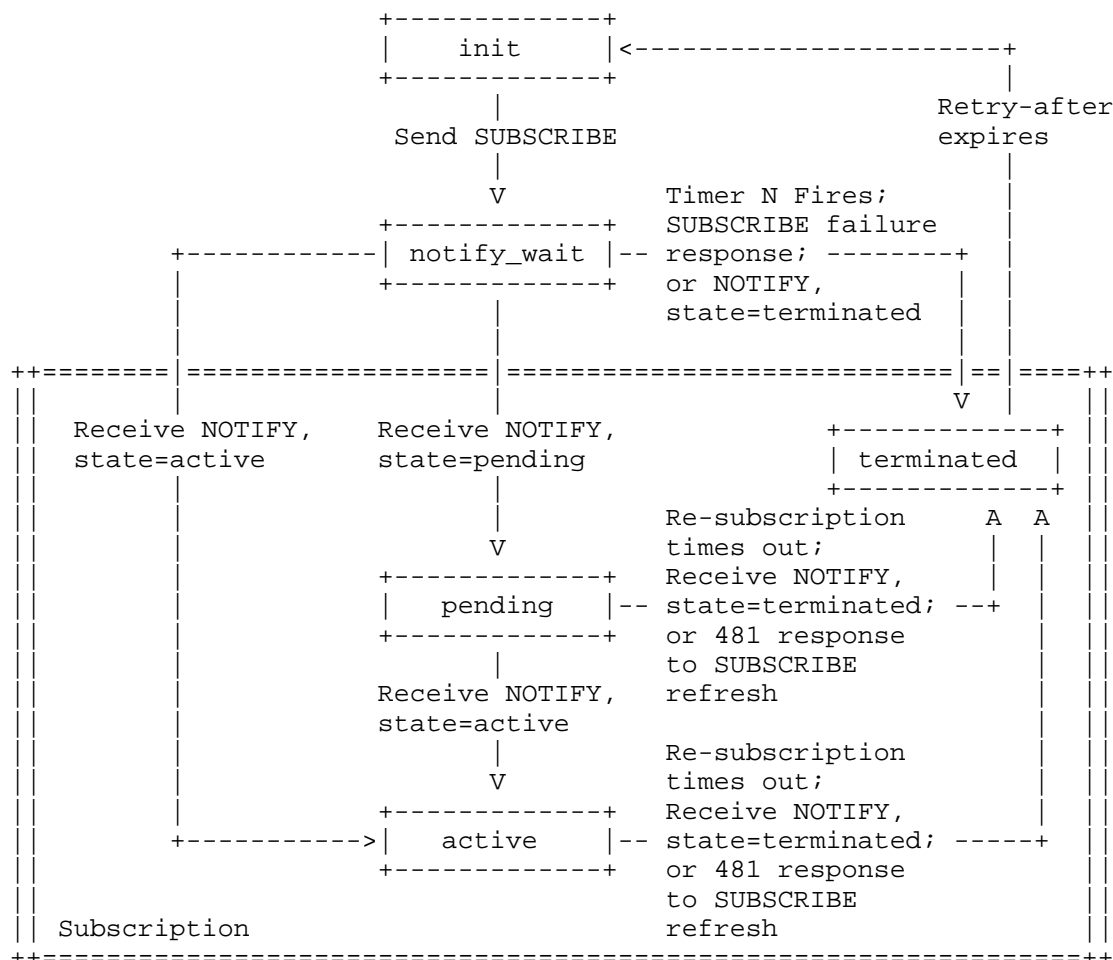 init
Retry-after
Send SUBSCRIBE expires
V Timer N Fires;
SUBSCRIBE failure
notify_wait response;
or NOTIFY,
state=terminated
V
Receive NOTIFY, Receive NOTIFY,
state=active state=pending terminated
Re-subscription A A
V times out;
Receive NOTIFY,
pending state=terminated;
or 481 response
to SUBSCRIBE
Receive NOTIFY, refresh
state=active
Re-subscription
V times out;
Receive NOTIFY,
active state=terminated;
or 481 response
to SUBSCRIBE
Subscription refresh